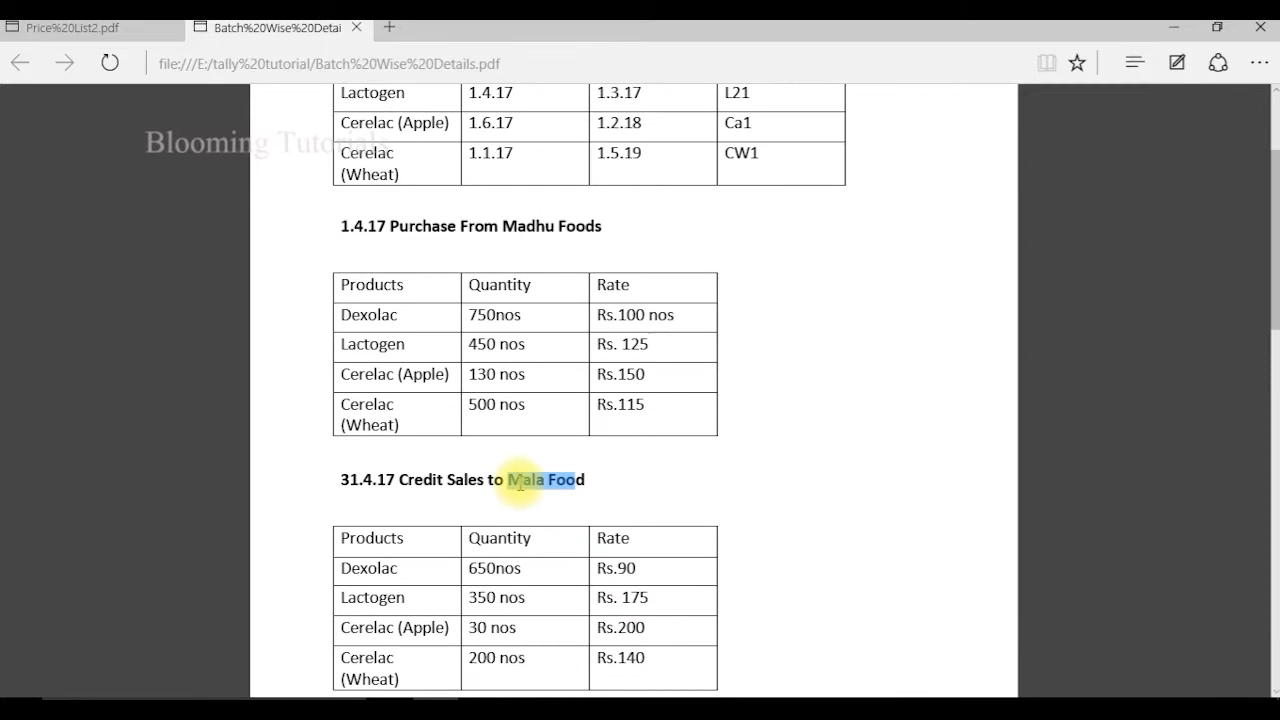 Price%20List2.pdf
Batch%20Wise%20Detai
file:///E:/tally%20tutorial/Batch%20Wise%20Details.pdf
Lactogen 1.4.17 1.3.17 L21
Cerelac (Apple) 1.6.17 1.2.18 Ca1
Blooming Tutorials
Cerelac 1.1.17 1.5.19 CW1
(Wheat)
1.4.17 Purchase From Madhu Foods
Products Quantity Rate
Dexolac 750nos Rs.100 nos
Lactogen 450 nos Rs. 125
Cerelac (Apple) 130 nos Rs.150
Cerelac 500 nos Rs.115
(Wheat)
31.4.17 Credit Sales to Mala Food
Products Quantity Rate
Dexolac 650nos Rs.90
Lactogen 350 nos Rs. 175
Cerelac (Apple) 30 nos Rs.200
Cerelac 200 nos Rs.140
(Wheat)